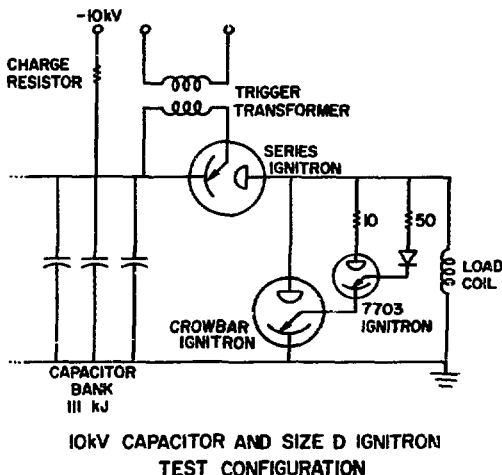 -10kV
CHARGE
RESISTOR
TRIGGER
TRANSFORMER
SERIES
IGNITRON
10
50
LOAD
COIL
7703
IGNITRON
CROWBAR
IGNITRON
CAPACITOR
BANK
111 kJ
10kV CAPACITOR AND SIZE D IGNITRON
TEST CONFIGURATION